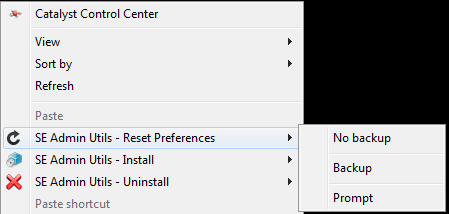 Catalyst Control Center
View
Sort by
Refresh
Paste
SE Admin Utils - Reset Preferences
No backup
SE Admin Utils - Install
Backup
SE Admin Utils - Uninstall
Prompt
Paste shortcut